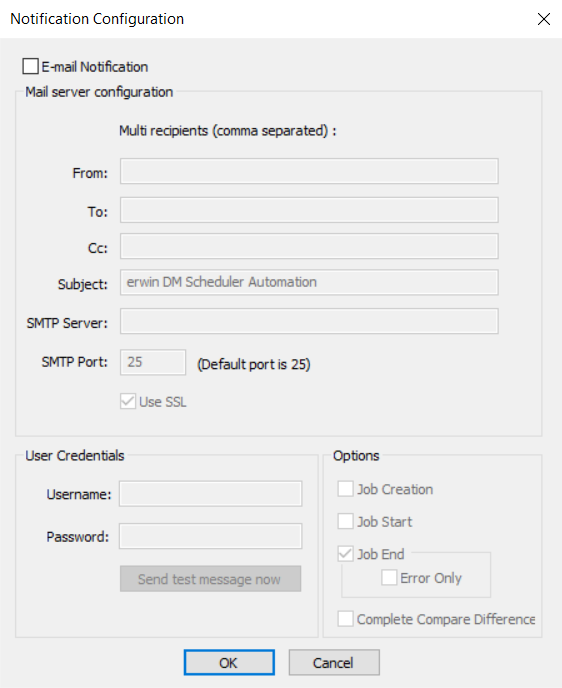 Notification Configuration
E-mail Notification
Mail server configuration
Multi recipients (comma separated) :
From:
To:
Cc:
Subject: erwin DM Scheduler Automation
SMTP Server:
SMTP Port: 25 (Default port is 25)
Use SSL
User Credentials
Username:
Password:
Send test message now
Options
Job Creation
Job Start
Job End
Error Only
Complete Compare Difference
OK
Cancel